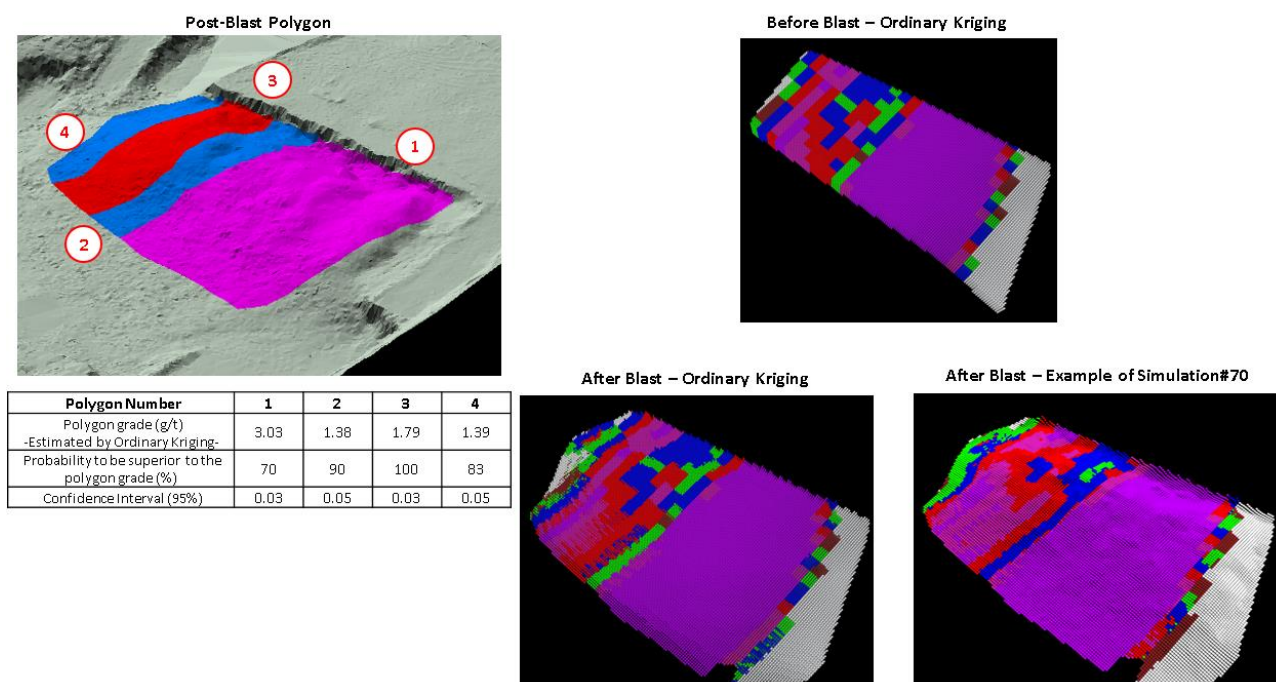 Post-Blast Polygon
3
4
1
2
Before Blast – Ordinary Kriging
Polygon Number 1 2 3 4
Polygon grade (g/t)
-Estimated by Ordinary Kriging- 3.03 1.38 1.79 1.39
Probability to be superior to the
polygon grade (%) 70 90 100 83
Confidence Interval (95%) 0.03 0.05 0.03 0.05
After Blast – Ordinary Kriging
After Blast – Example of Simulation#70